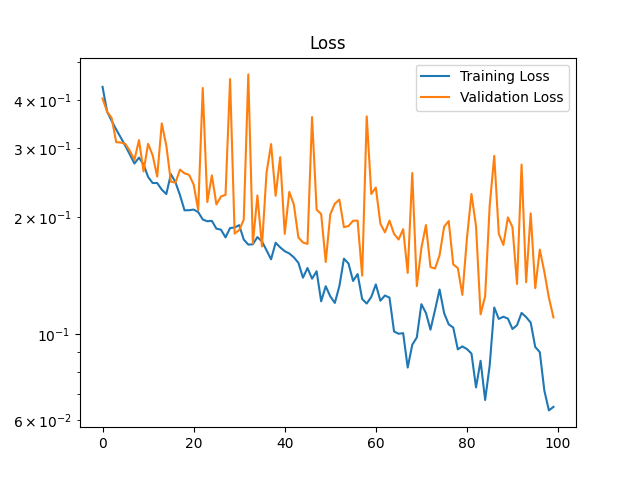 Loss
Training Loss
Validation Loss
4 × 10⁻¹
3 × 10⁻¹
2 × 10⁻¹
10⁻¹
6 × 10⁻²
0 20 40 60 80 100